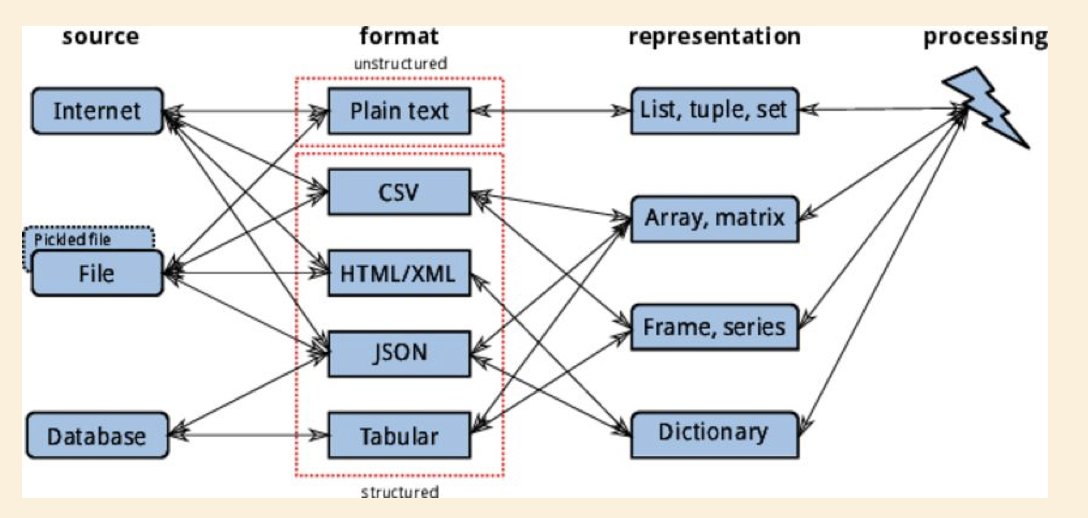 source format representation processing
unstructured
Internet Plain text List, tuple, set
CSV
Array, matrix
Pickled file
File HTML/XML
Frame, series
JSON
Database Tabular Dictionary
structured